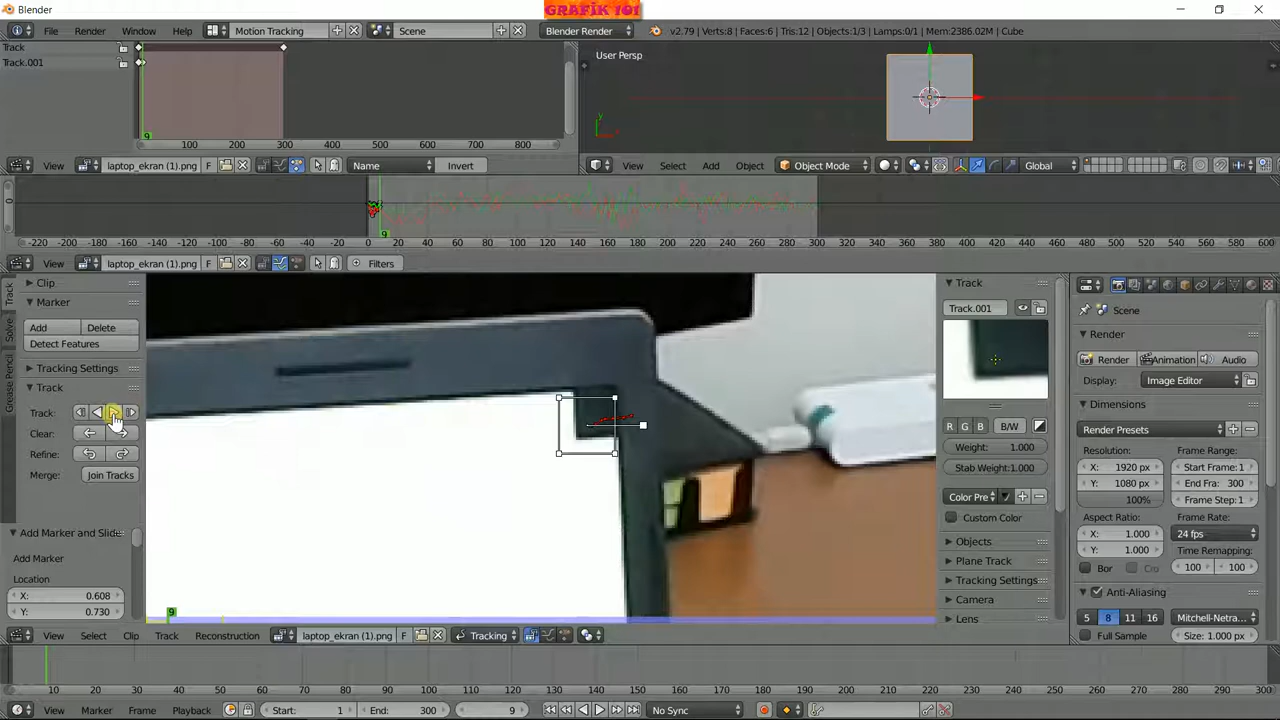 Blender
GRAFİK 101
File Render Window Help Motion Tracking Scene Blender Render v2.79 | Verts:8 | Faces:6 | Tris:12 | Objects:1/3 | Lamps:0/1 | Mem:2386.02M | Cube
Track
Track.001
User Persp
9
100 200 300 400 500 600 700 800
View laptop_ekran (1).png F Name Invert
View Select Add Object Object Mode Global
0
9
-220 -200 -180 -160 -140 -120 -100 -80 -60 -40 -20 0 20 40 60 80 100 120 140 160 180 200 220 240 260 280 300 320 340 360 380 400 420 440 460 480 500 520 540 560 580 600
View laptop_ekran (1).png F Filters
Track
Solve
Grease Pencil
Clip
Marker
Add Delete
Detect Features
Tracking Settings
Track
Track:
Clear:
Refine:
Merge: Join Tracks
Add Marker and Slide
Add Marker
Location
X: 0.608
Y: 0.730
9
Track
Track.001
R G B B/W
Weight: 1.000
Stab Weight:1.000
Color Pre
Custom Color
Objects
Plane Track
Tracking Settings
Camera
Lens
Scene
Render
Render Animation Audio
Display: Image Editor
Dimensions
Render Presets
Resolution: Frame Range:
X: 1920 px Start Frame:1
Y: 1080 px End Fra: 300
100% Frame Step:1
Aspect Ratio: Frame Rate:
X: 1.000 24 fps
Y: 1.000 Time Remapping:
Bor Cro 100 100
Anti-Aliasing
5 8 11 16 Mitchell-Netra...
Full Sample Size: 1.000 px
View Select Clip Track Reconstruction laptop_ekran (1).png F Tracking
10 20 30 40 50 60 70 80 90 100 110 120 130 140 150 160 170 180 190 200 210 220 230 240 250 260 270 280 290 300
View Marker Frame Playback Start: 1 End: 300 9 No Sync